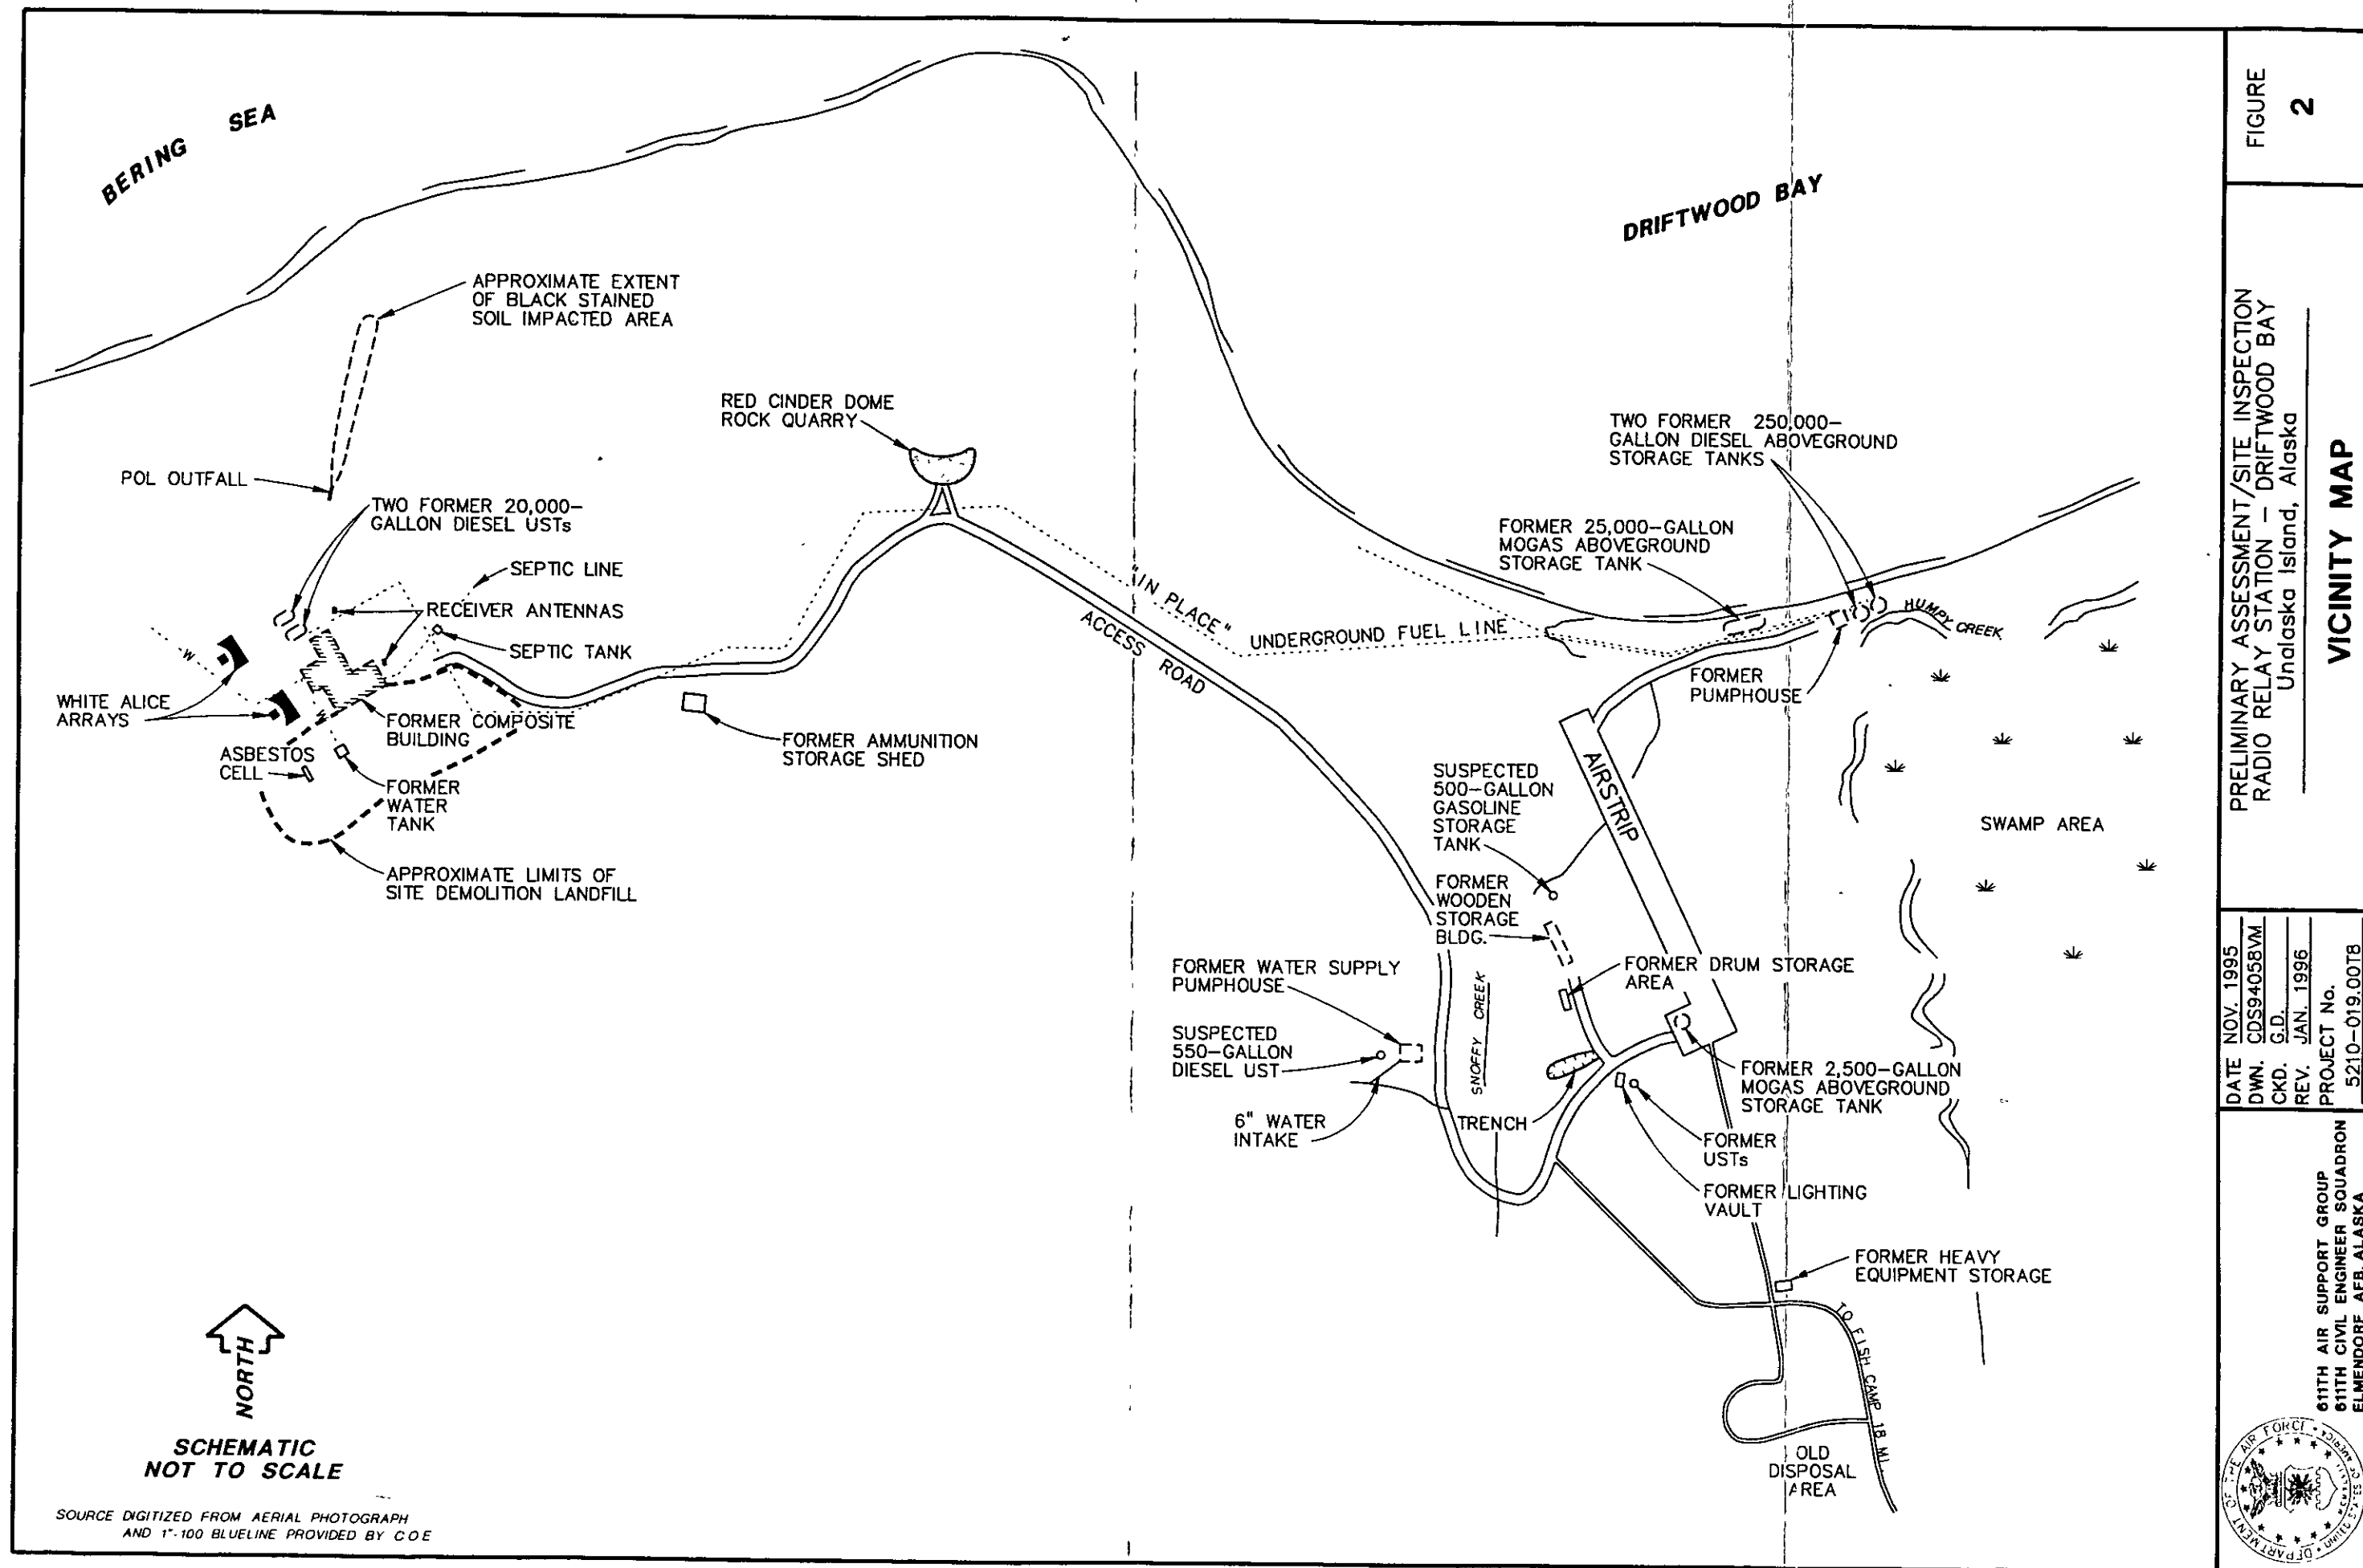 BERING SEA
DRIFTWOOD BAY
APPROXIMATE EXTENT
OF BLACK STAINED
SOIL IMPACTED AREA
RED CINDER DOME
ROCK QUARRY
POL OUTFALL
TWO FORMER 20,000-
GALLON DIESEL USTs
SEPTIC LINE
RECEIVER ANTENNAS
SEPTIC TANK
W
WHITE ALICE
ARRAYS
FORMER COMPOSITE
BUILDING
ASBESTOS
CELL
W
FORMER
WATER
TANK
APPROXIMATE LIMITS OF
SITE DEMOLITION LANDFILL
FORMER AMMUNITION
STORAGE SHED
"IN PLACE" UNDERGROUND FUEL LINE
ACCESS ROAD
TWO FORMER 250,000-
GALLON DIESEL ABOVEGROUND
STORAGE TANKS
FORMER 25,000-GALLON
MOGAS ABOVEGROUND
STORAGE TANK
HUMPY CREEK
FORMER
PUMPHOUSE
AIRSTRIP
SWAMP AREA
SUSPECTED
500-GALLON
GASOLINE
STORAGE
TANK
FORMER
WOODEN
STORAGE
BLDG.
FORMER DRUM STORAGE
AREA
FORMER WATER SUPPLY
PUMPHOUSE
SUSPECTED
550-GALLON
DIESEL UST
6" WATER
INTAKE
SNOFFY CREEK
TRENCH
FORMER 2,500-GALLON
MOGAS ABOVEGROUND
STORAGE TANK
FORMER
USTs
FORMER LIGHTING
VAULT
FORMER HEAVY
EQUIPMENT STORAGE
TO FISH CAMP 18 MI.
OLD
DISPOSAL
AREA
NORTH
SCHEMATIC
NOT TO SCALE
SOURCE DIGITIZED FROM AERIAL PHOTOGRAPH
AND 1"-100 BLUELINE PROVIDED BY COE
FIGURE
2
PRELIMINARY ASSESSMENT/SITE INSPECTION
RADIO RELAY STATION - DRIFTWOOD BAY
Unalaska Island, Alaska
VICINITY MAP
DATE NOV. 1995
DWN. CDS94058VM
CKD. G.D.
REV. JAN. 1996
PROJECT No.
5210-019.00T8
611TH AIR SUPPORT GROUP
611TH CIVIL ENGINEER SQUADRON
ELMENDORF AFB, ALASKA
DEPARTMENT OF THE AIR FORCE
UNITED STATES OF AMERICA